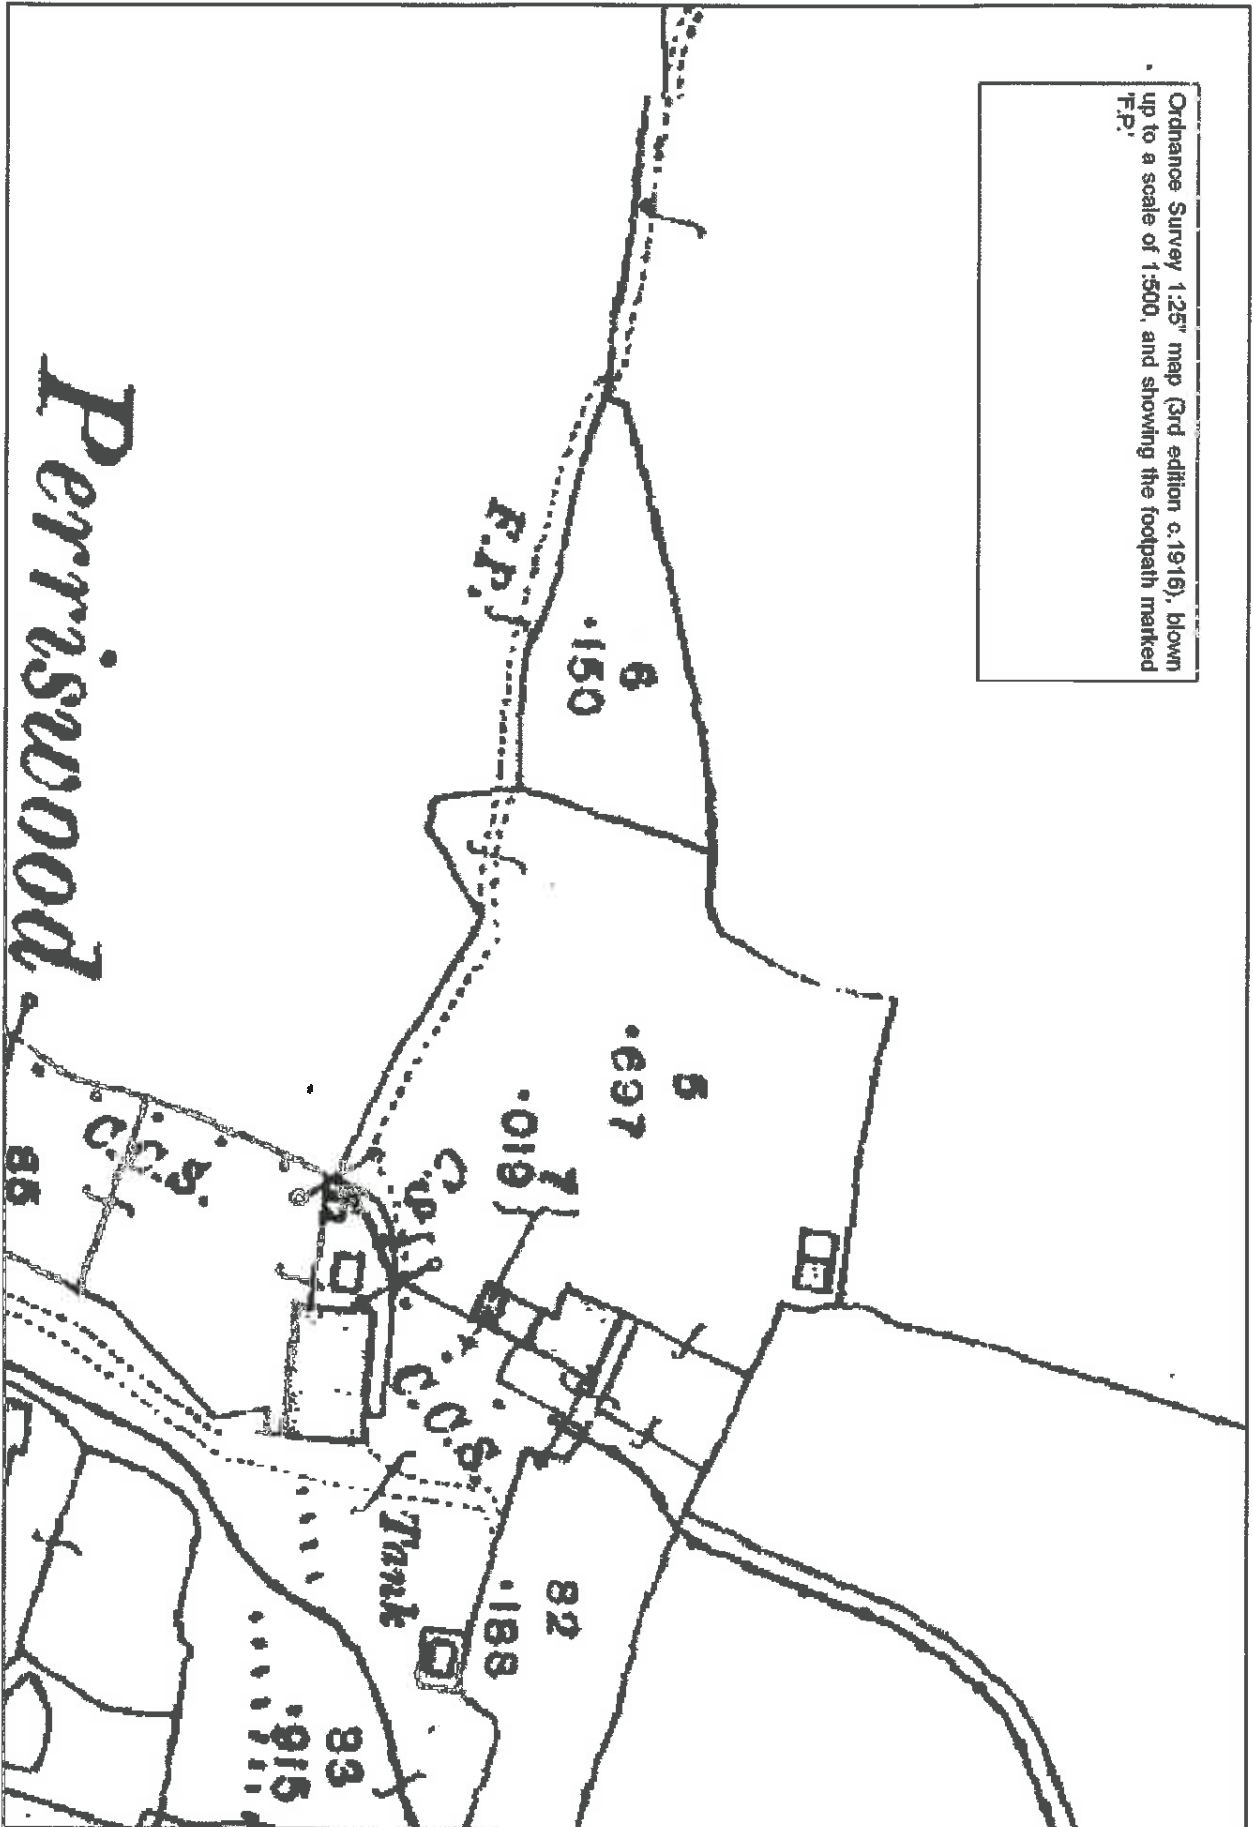 Ordnance Survey 1:25" map (3rd edition c.1916), blown
up to a scale of 1:500, and showing the footpath marked
'F.P.'
F.P.
6
·150
5
·697
7
·019
C.C.S.
C.C.S.
Tank
82
·188
83
·915
85
Perriswood